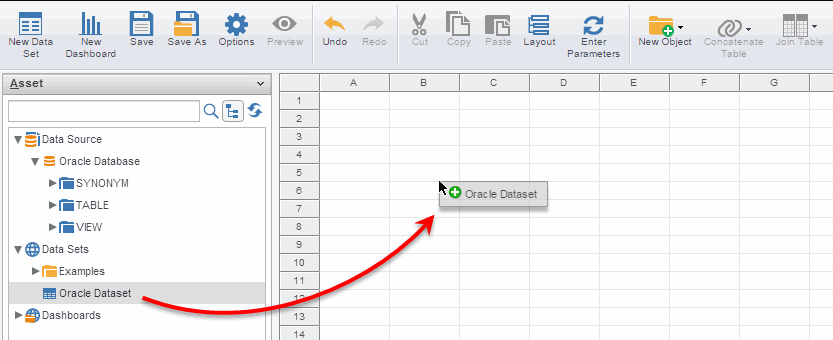 New Data Set
New Dashboard
Save
Save As
Options
Preview
Undo
Redo
Cut
Copy
Paste
Layout
Enter Parameters
New Object
Concatenate Table
Join Table
Asset
A B C D E F G
Data Source
Oracle Database
SYNONYM
TABLE
VIEW
Data Sets
Examples
Oracle Dataset
Dashboards
1
2
3
4
5
6
Oracle Dataset
7
8
9
10
11
12
13
14